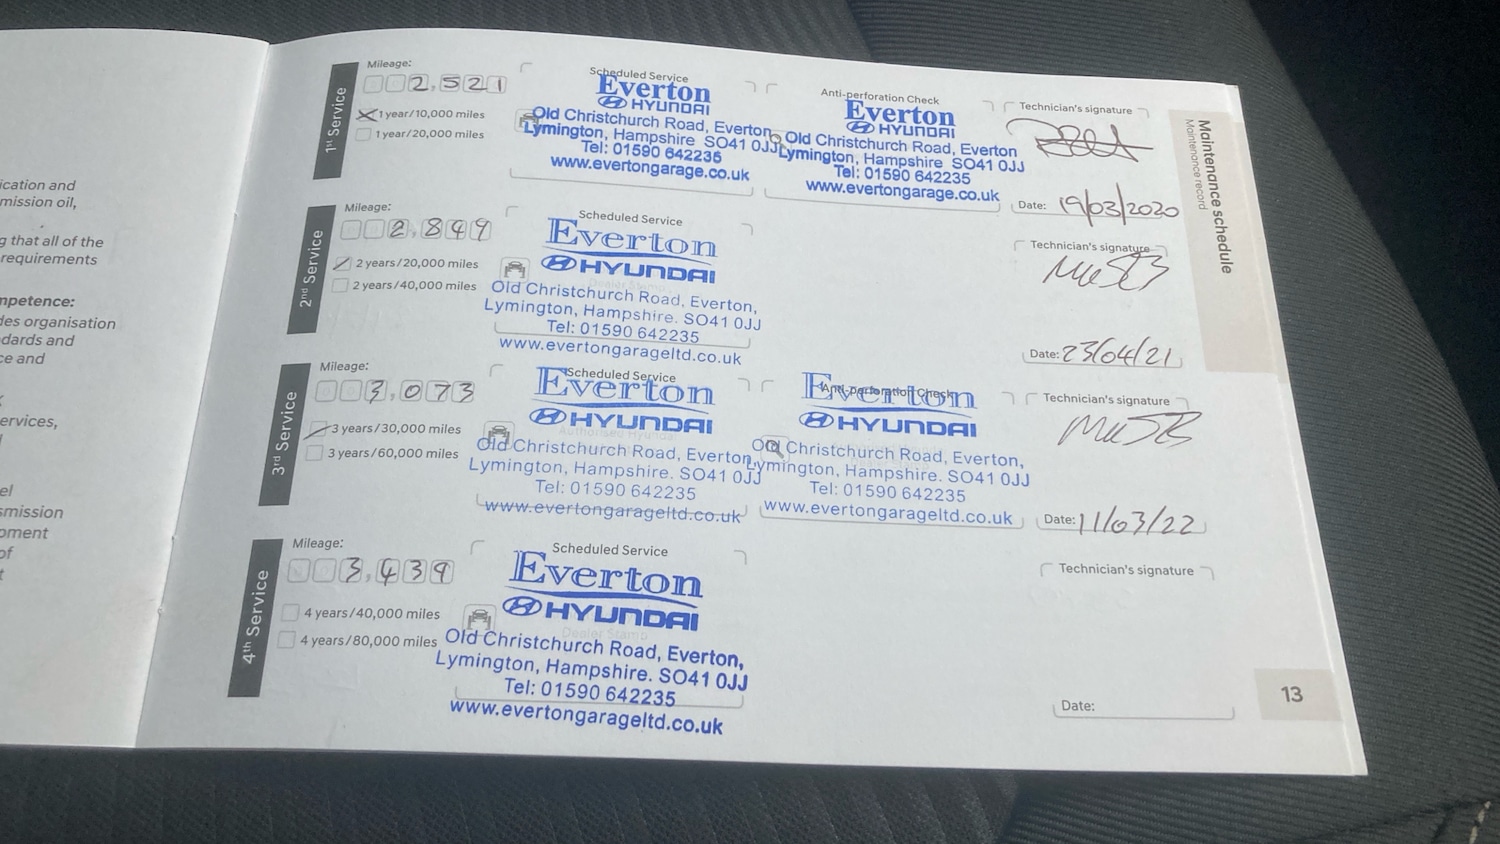 ication and
mission oil,
g that all of the
requirements
mpetence:
des organisation
dards and
ce and
ervices,
el
smission
oment
of
t
1st Service
Mileage:
2,521
1 year/10,000 miles
1 year/20,000 miles
Scheduled Service
Everton
HYUNDAI
Old Christchurch Road, Everton
Lymington, Hampshire SO41 0JJ
Tel: 01590 642235
www.evertongarage.co.uk
Anti-perforation Check
Everton
HYUNDAI
Old Christchurch Road, Everton
Lymington, Hampshire SO41 0JJ
Tel: 01590 642235
www.evertongarage.co.uk
Technician's signature
Date: 19/03/2020
2nd Service
Mileage:
2,849
2 years/20,000 miles
2 years/40,000 miles
Scheduled Service
Everton
HYUNDAI
Dealer Stamp
Old Christchurch Road, Everton,
Lymington, Hampshire. SO41 0JJ
Tel: 01590 642235
www.evertongarageltd.co.uk
Technician's signature
Date: 23/04/21
3rd Service
Mileage:
3,073
3 years/30,000 miles
3 years/60,000 miles
Scheduled Service
Everton
HYUNDAI
Authorised Hyundai
Old Christchurch Road, Everton,
Lymington, Hampshire. SO41 0JJ
Tel: 01590 642235
www.evertongarageltd.co.uk
Anti-perforation Check
Everton
HYUNDAI
Old Christchurch Road, Everton,
Lymington, Hampshire. SO41 0JJ
Tel: 01590 642235
www.evertongarageltd.co.uk
Technician's signature
Date: 11/03/22
4th Service
Mileage:
3,439
4 years/40,000 miles
4 years/80,000 miles
Scheduled Service
Everton
HYUNDAI
Dealer Stamp
Old Christchurch Road, Everton,
Lymington, Hampshire. SO41 0JJ
Tel: 01590 642235
www.evertongarageltd.co.uk
Technician's signature
Date:
Maintenance schedule
Maintenance record
13